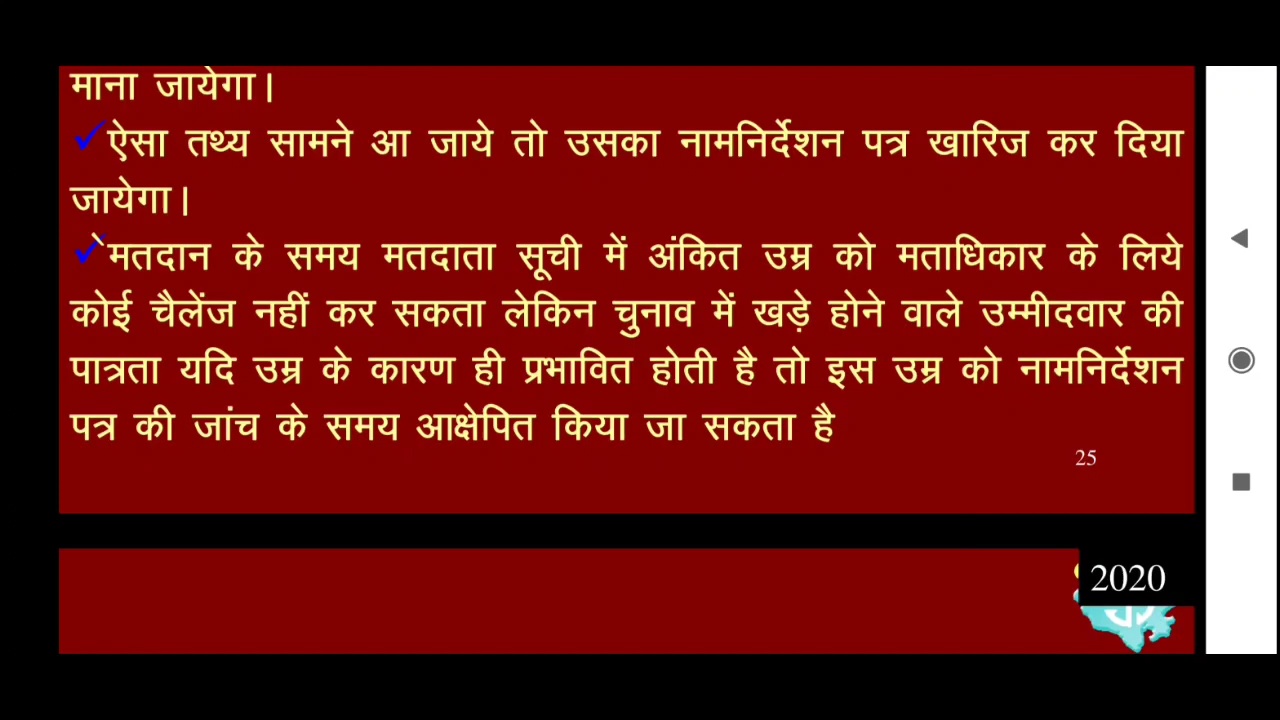 माना जायेगा।
✓ऐसा तथ्य सामने आ जाये तो उसका नामनिर्देशन पत्र खारिज कर दिया
जायेगा।
✓मतदान के समय मतदाता सूची में अंकित उम्र को मताधिकार के लिये
कोई चैलेंज नहीं कर सकता लेकिन चुनाव में खड़े होने वाले उम्मीदवार की
पात्रता यदि उम्र के कारण ही प्रभावित होती है तो इस उम्र को नामनिर्देशन
पत्र की जांच के समय आक्षेपित किया जा सकता है
25
2020